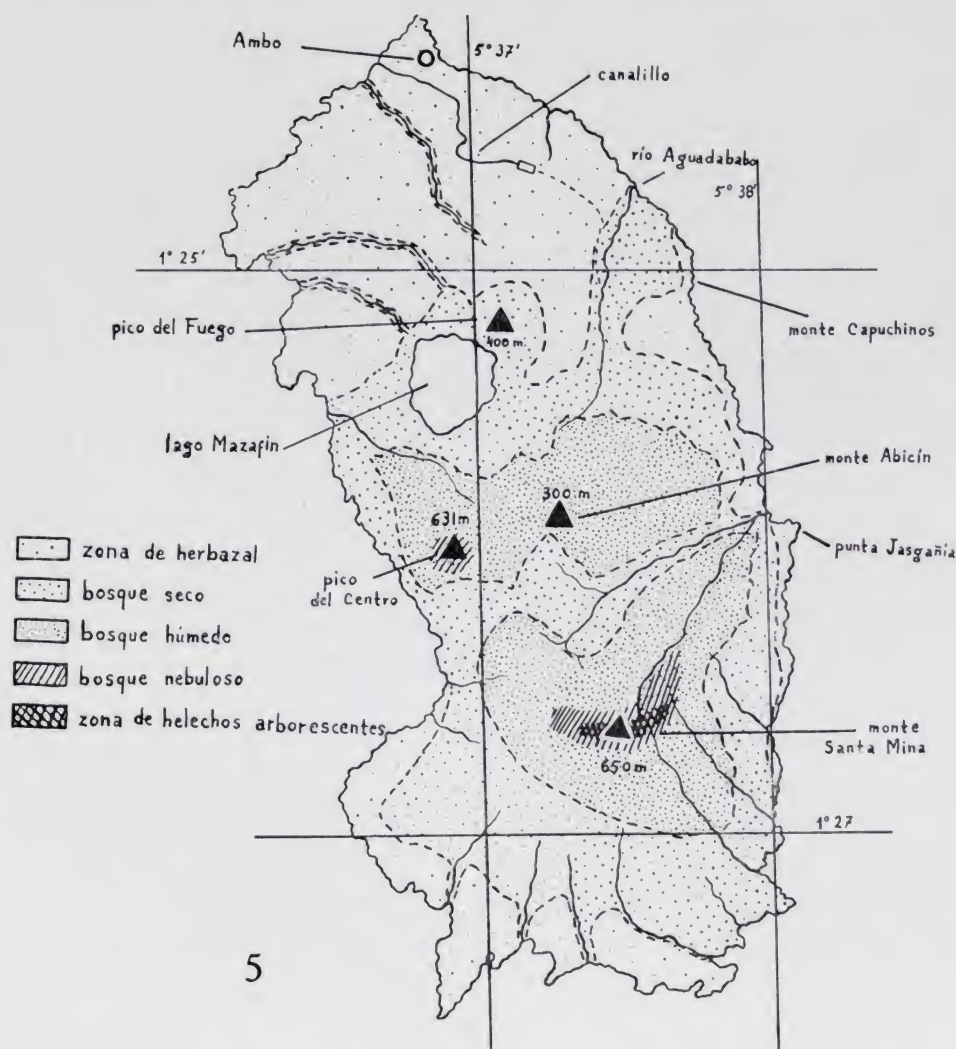 Ambo
5° 37'
canalillo
río Aguadababo
5° 38'
1° 25'
pico del Fuego
400 m.
monte Capuchinos
lago Mazafín
monte Abicín
300 m
631 m
punta Jasgañia
pico
del Centro
zona de herbazal
bosque seco
bosque húmedo
bosque nebuloso
zona de helechos arborescentes
monte
Santa Mina
650 m
1° 27
5